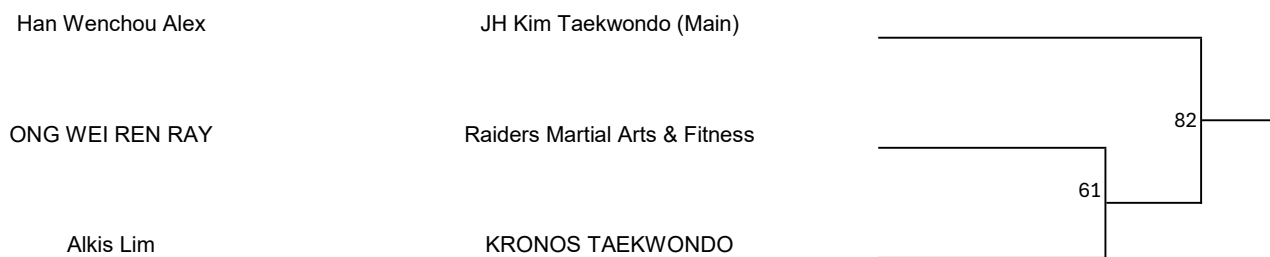 Han Wenchou Alex JH Kim Taekwondo (Main)
82
ONG WEI REN RAY Raiders Martial Arts & Fitness
61
Alkis Lim KRONOS TAEKWONDO